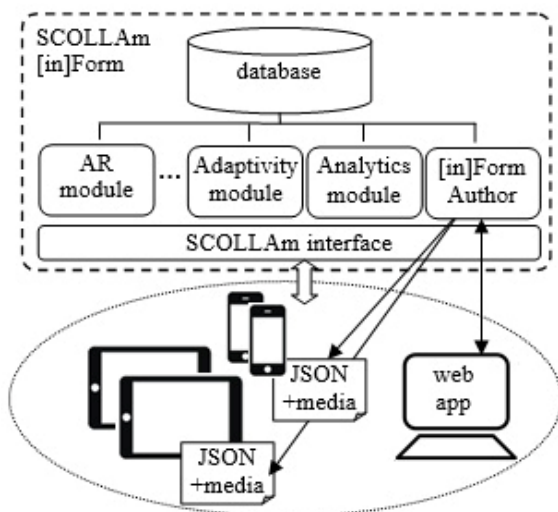 SCOLLAm
[in]Form
database
AR
module
...
Adaptivity
module
Analytics
module
[in]Form
Author
SCOLLAm interface
JSON
+media
web
app
JSON
+media